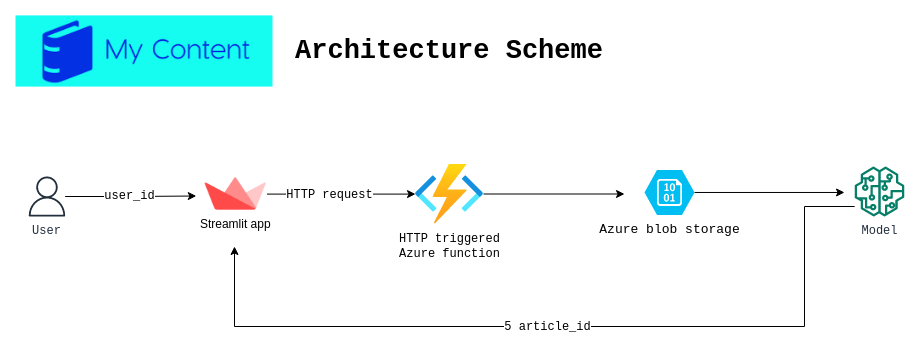 My Content
Architecture Scheme
user_id
HTTP request
10
01
User
Streamlit app
HTTP triggered
Azure function
Azure blob storage
Model
5 article_id